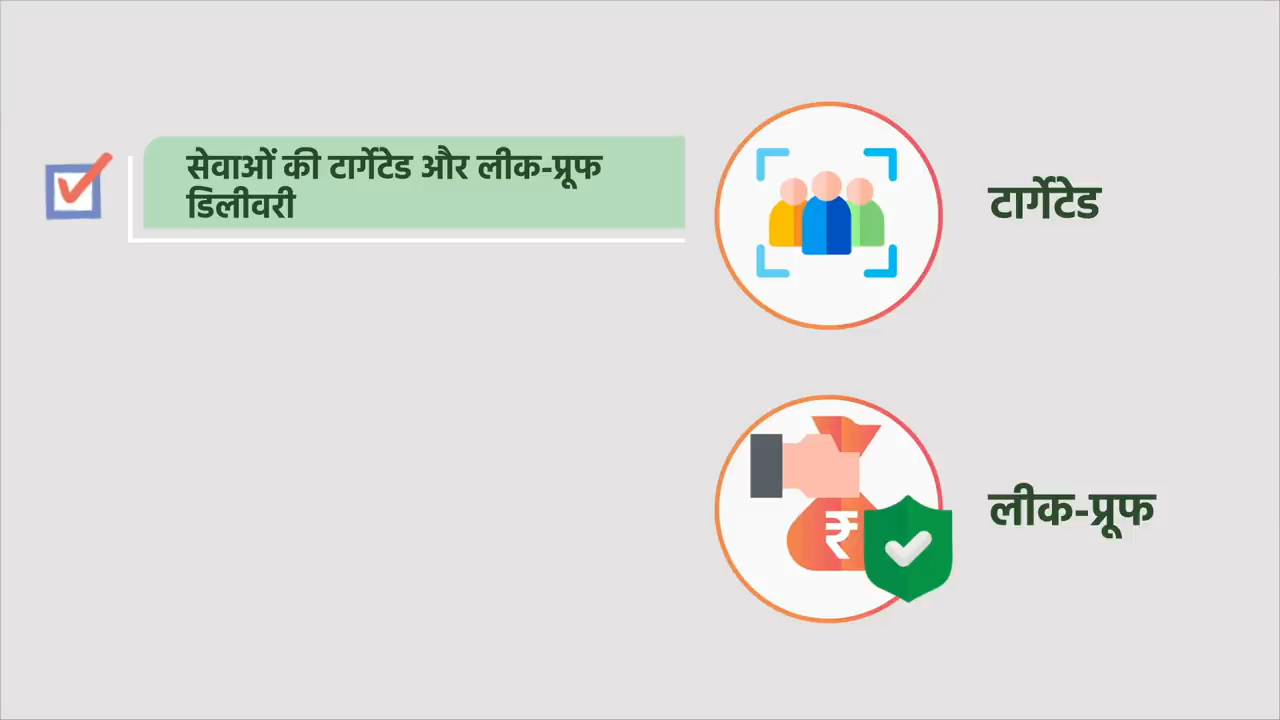 सेवाओं की टार्गेटेड और लीक-प्रूफ
डिलीवरी
टार्गेटेड
₹
लीक-प्रूफ